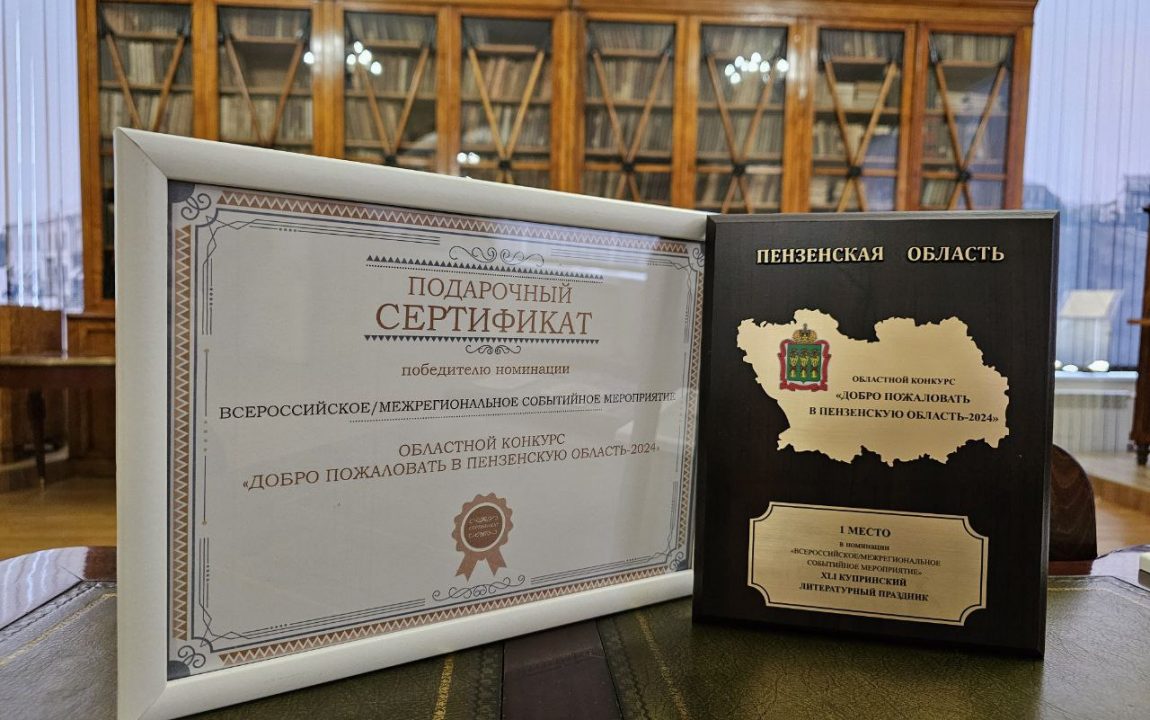 ПОДАРОЧНЫЙ
СЕРТИФИКАТ
победителю номинации
ВСЕРОССИЙСКОЕ/МЕЖРЕГИОНАЛЬНОЕ СОБЫТИЙНОЕ МЕРОПРИЯТИЕ
ОБЛАСТНОЙ КОНКУРС
«ДОБРО ПОЖАЛОВАТЬ В ПЕНЗЕНСКУЮ ОБЛАСТЬ-2024»
ПЕНЗЕНСКАЯ ОБЛАСТЬ
ОБЛАСТНОЙ КОНКУРС
«ДОБРО ПОЖАЛОВАТЬ
В ПЕНЗЕНСКУЮ ОБЛАСТЬ-2024»
1 МЕСТО
в номинации
«ВСЕРОССИЙСКОЕ/МЕЖРЕГИОНАЛЬНОЕ
СОБЫТИЙНОЕ МЕРОПРИЯТИЕ»
XLI КУПРИНСКИЙ
ЛИТЕРАТУРНЫЙ ПРАЗДНИК